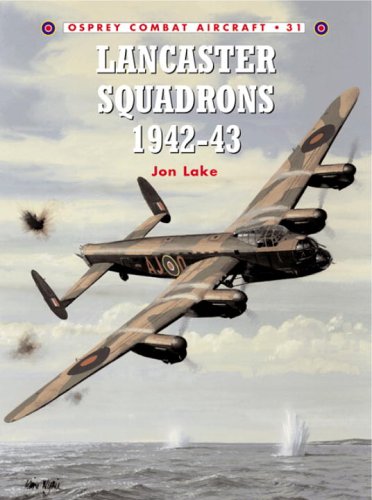 OSPREY COMBAT AIRCRAFT • 31
LANCASTER
SQUADRONS
1942-43
Jon Lake
AJ O